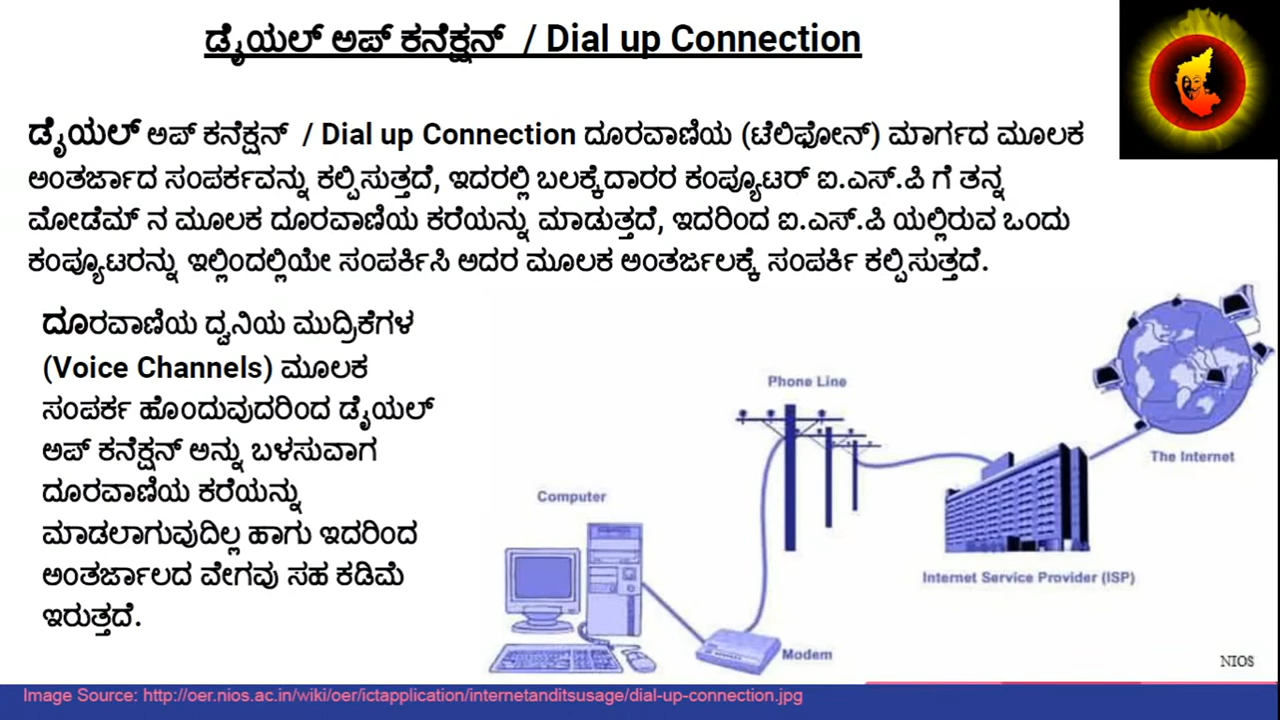 ಡೈಯಲ್ ಅಪ್ ಕನೆಕ್ಷನ್ / Dial up Connection
ಡೈಯಲ್ ಅಪ್ ಕನೆಕ್ಷನ್ / Dial up Connection ದೂರವಾಣಿಯ (ಟೆಲಿಫೋನ್) ಮಾರ್ಗದ ಮೂಲಕ
ಅಂತರ್ಜಾದ ಸಂಪರ್ಕವನ್ನು ಕಲ್ಪಿಸುತ್ತದೆ, ಇದರಲ್ಲಿ ಬಲಕ್ಕೆದಾರರ ಕಂಪ್ಯೂಟರ್ ಐ.ಎಸ್.ಪಿ ಗೆ ತನ್ನ
ಮೋಡೆಮ್ ನ ಮೂಲಕ ದೂರವಾಣಿಯ ಕರೆಯನ್ನು ಮಾಡುತ್ತದೆ, ಇದರಿಂದ ಐ.ಎಸ್.ಪಿ ಯಲ್ಲಿರುವ ಒಂದು
ಕಂಪ್ಯೂಟರನ್ನು ಇಲ್ಲಿಂದಲ್ಲಿಯೇ ಸಂಪರ್ಕಿಸಿ ಅದರ ಮೂಲಕ ಅಂತರ್ಜಲಕ್ಕೆ ಸಂಪರ್ಕಿ ಕಲ್ಪಿಸುತ್ತದೆ.
ದೂರವಾಣಿಯ ದ್ವನಿಯ ಮುದ್ರಿಕೆಗಳ
(Voice Channels) ಮೂಲಕ
ಸಂಪರ್ಕ ಹೊಂದುವುದರಿಂದ ಡೈಯಲ್
ಅಪ್ ಕನೆಕ್ಷನ್ ಅನ್ನು ಬಳಸುವಾಗ
ದೂರವಾಣಿಯ ಕರೆಯನ್ನು
ಮಾಡಲಾಗುವುದಿಲ್ಲ ಹಾಗು ಇದರಿಂದ
ಅಂತರ್ಜಾಲದ ವೇಗವು ಸಹ ಕಡಿಮೆ
ಇರುತ್ತದೆ.
Phone Line
The Internet
Computer
Internet Service Provider (ISP)
Modem
NIOS
Image Source: http://oer.nios.ac.in/wiki/oer/ictapplication/internetanditsusage/dial-up-connection.jpg